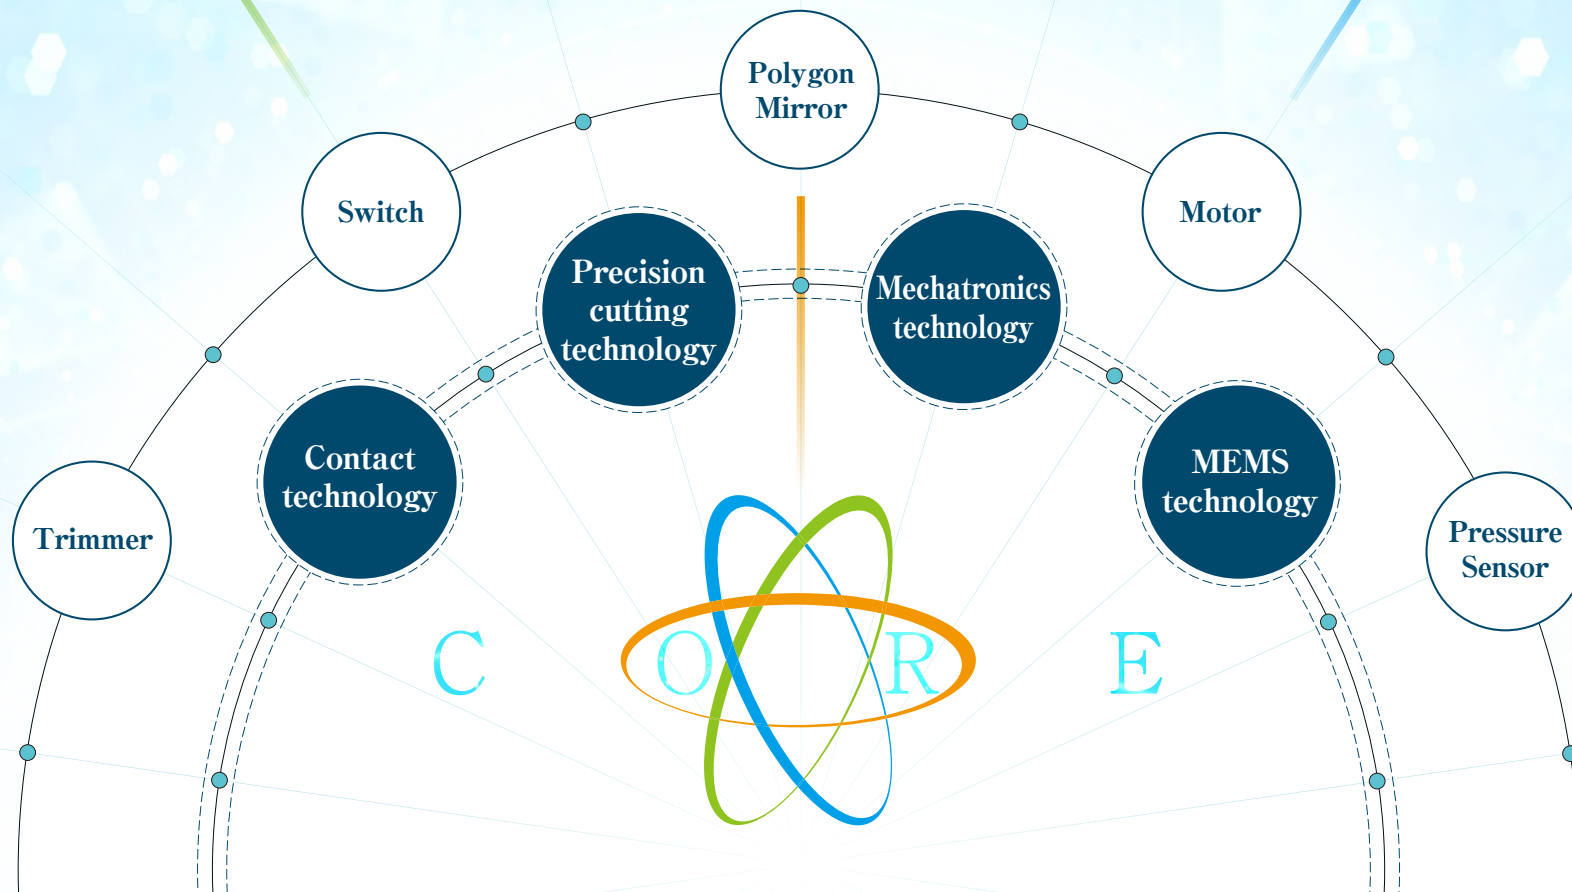 Polygon
Mirror
Switch
Motor
Precision
cutting
technology
Mechatronics
technology
Contact
technology
MEMS
technology
Trimmer
Pressure
Sensor
C O R E